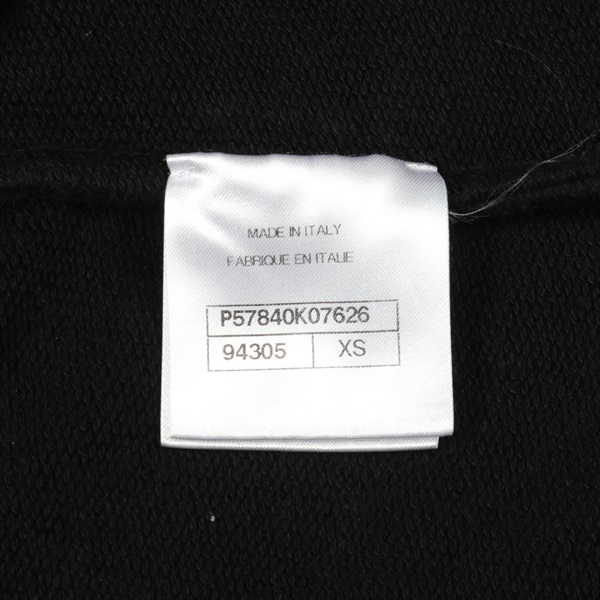 MADE IN ITALY
FABRIQUE EN ITALIE
P57840K07626
94305 XS